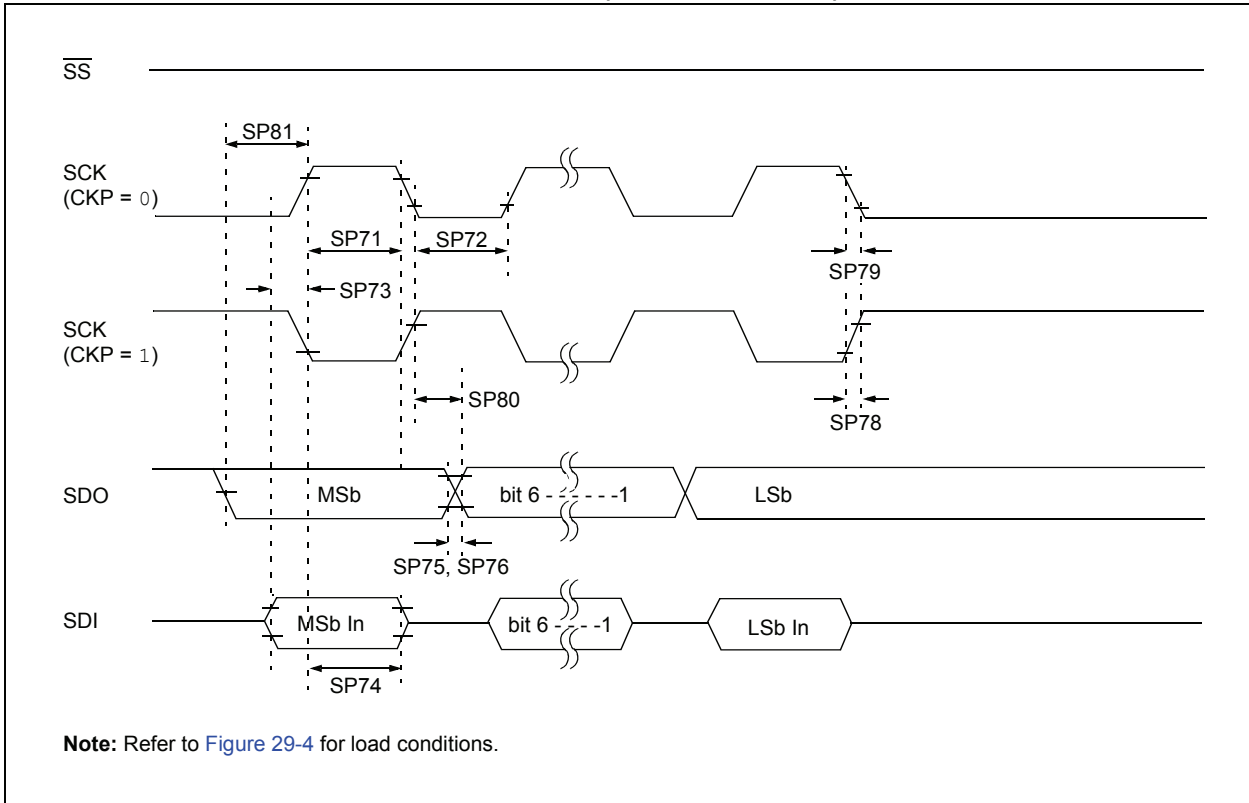 SS
SP81
SCK
(CKP = 0)
SP71
SP72
SP79
SP73
SCK
(CKP = 1)
SP80
SP78
SDO
MSb
bit 6 - - - - - -1
LSb
SP75, SP76
SDI
MSb In
bit 6 - - - -1
LSb In
SP74
Note: Refer to Figure 29-4 for load conditions.